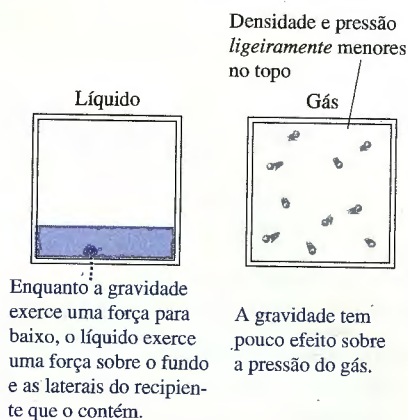 Densidade e pressão
ligeiramente menores
no topo
Líquido
Gás
Enquanto a gravidade
exerce uma força para
baixo, o líquido exerce
uma força sobre o fundo
e as laterais do recipien-
te que o contém.
A gravidade tem
pouco efeito sobre
a pressão do gás.